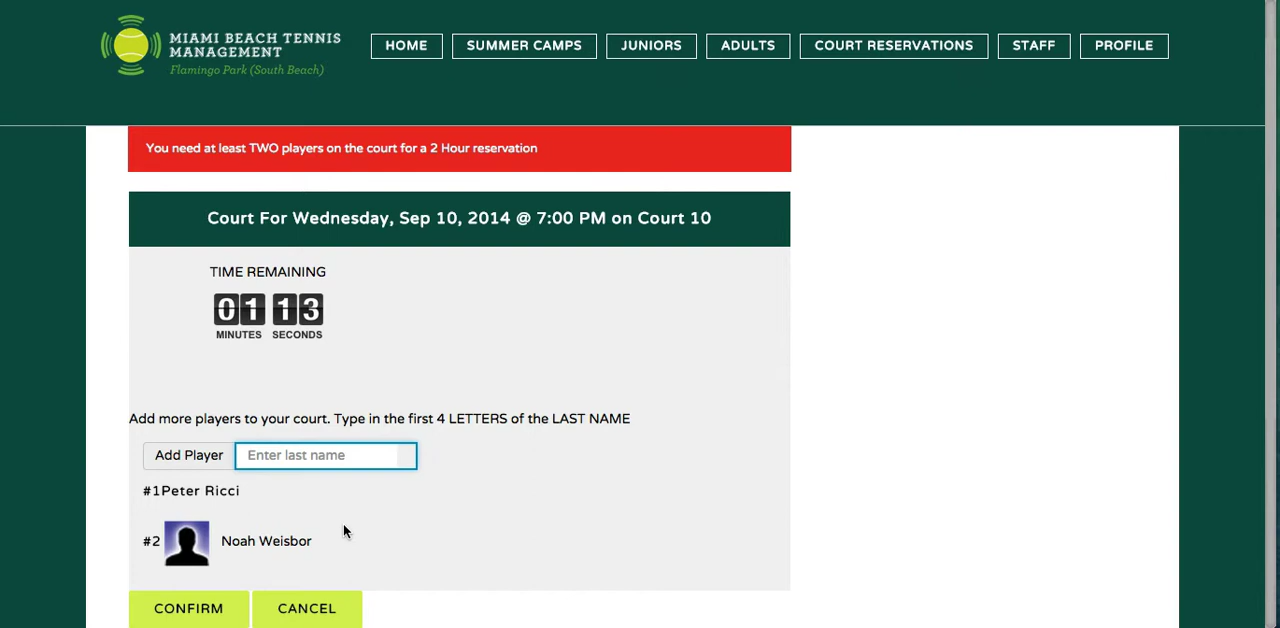 MIAMI BEACH TENNIS
MANAGEMENT
Flamingo Park (South Beach)
HOME
SUMMER CAMPS
JUNIORS
ADULTS
COURT RESERVATIONS
STAFF
PROFILE
You need at least TWO players on the court for a 2 Hour reservation
Court For Wednesday, Sep 10, 2014 @ 7:00 PM on Court 10
TIME REMAINING
01 13
MINUTES SECONDS
Add more players to your court. Type in the first 4 LETTERS of the LAST NAME
Add Player Enter last name
#1Peter Ricci
#2 Noah Weisbor
CONFIRM CANCEL